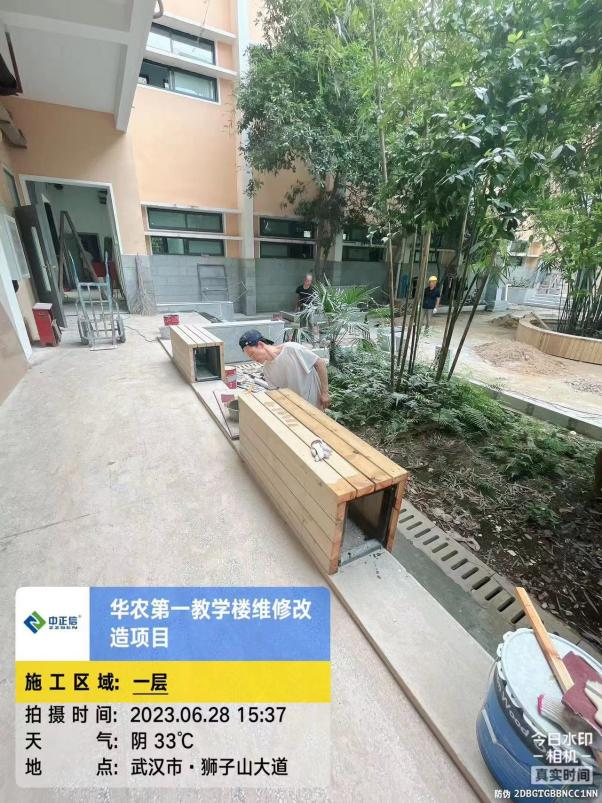 中正信®
ZZSEN
华农第一教学楼维修改
造项目
施工区域: 一层
拍摄时间: 2023.06.28 15:37
天 气: 阴 33℃
地 点: 武汉市·狮子山大道
Wood
今日水印
相机
真实时间
防伪 2DBGTGBBNCC1NN